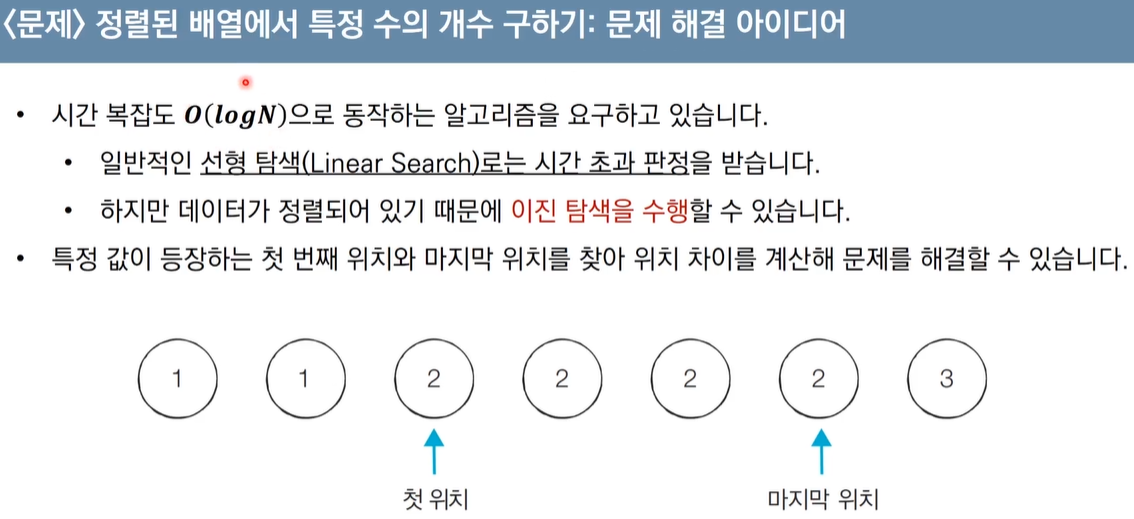 <문제> 정렬된 배열에서 특정 수의 개수 구하기: 문제 해결 아이디어
• 시간 복잡도 O(logN)으로 동작하는 알고리즘을 요구하고 있습니다.
• 일반적인 선형 탐색(Linear Search)로는 시간 초과 판정을 받습니다.
• 하지만 데이터가 정렬되어 있기 때문에 이진 탐색을 수행할 수 있습니다.
• 특정 값이 등장하는 첫 번째 위치와 마지막 위치를 찾아 위치 차이를 계산해 문제를 해결할 수 있습니다.
1 1 2 2 2 2 3
첫 위치 마지막 위치